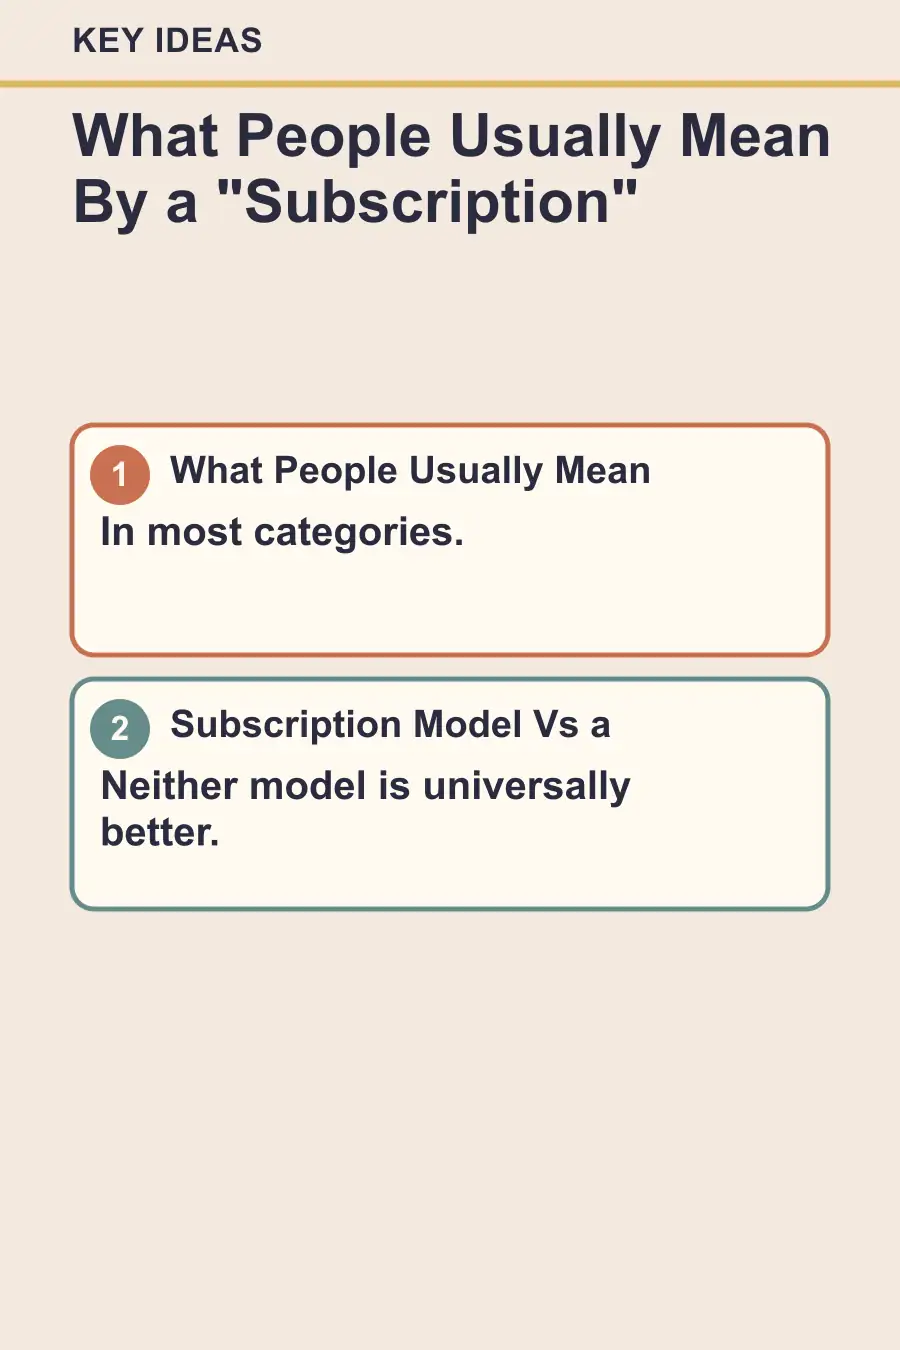 KEY IDEAS
What People Usually Mean
By a "Subscription"
1 What People Usually Mean
In most categories.
2 Subscription Model Vs a
Neither model is universally
better.